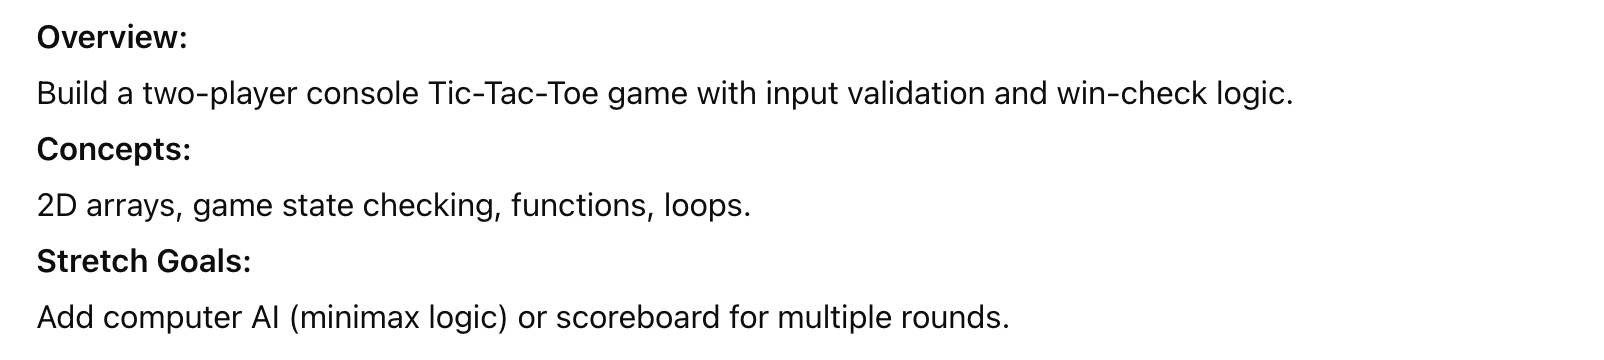 Overview:
Build a two-player console Tic-Tac-Toe game with input validation and win-check logic.
Concepts:
2D arrays, game state checking, functions, loops.
Stretch Goals:
Add computer AI (minimax logic) or scoreboard for multiple rounds.